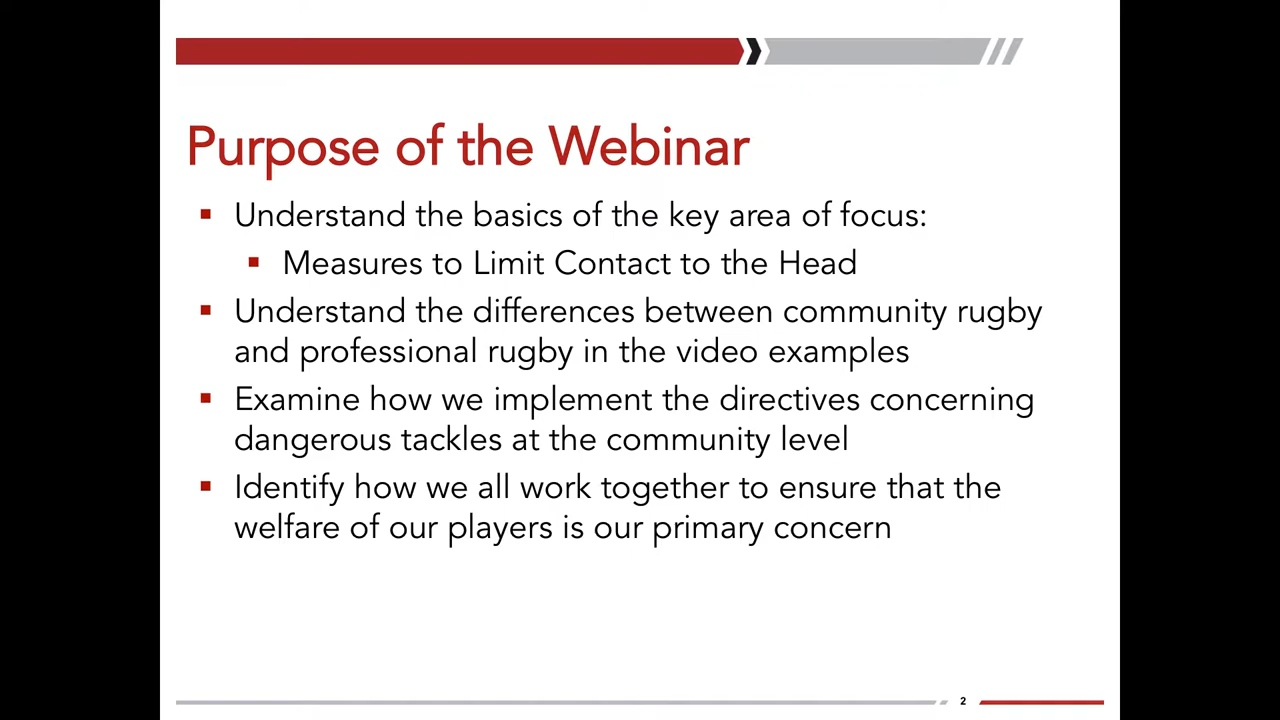 Purpose of the Webinar
▪ Understand the basics of the key area of focus:
▪ Measures to Limit Contact to the Head
▪ Understand the differences between community rugby
and professional rugby in the video examples
▪ Examine how we implement the directives concerning
dangerous tackles at the community level
▪ Identify how we all work together to ensure that the
welfare of our players is our primary concern
2